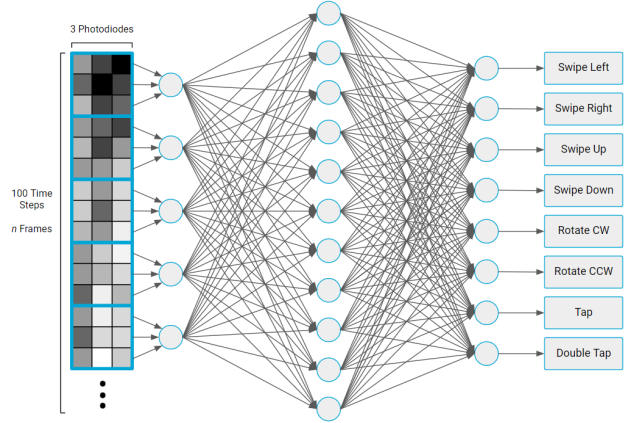 3 Photodiodes
100 Time
Steps
n Frames
Swipe Left
Swipe Right
Swipe Up
Swipe Down
Rotate CW
Rotate CCW
Tap
Double Tap